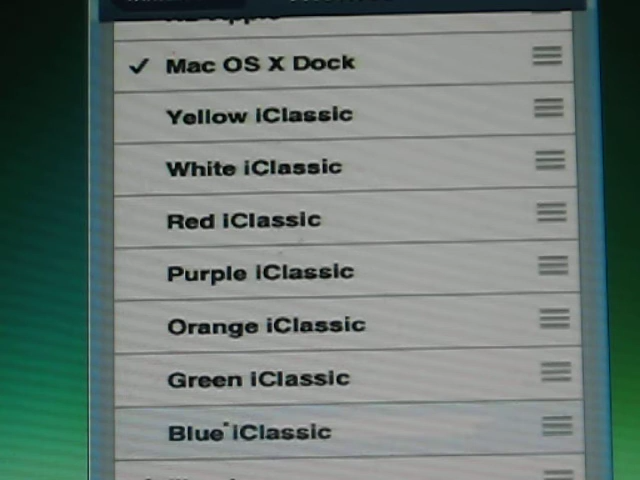 Mac OS X Dock
Yellow iClassic
White iClassic
Red iClassic
Purple iClassic
Orange iClassic
Green iClassic
Blue iClassic